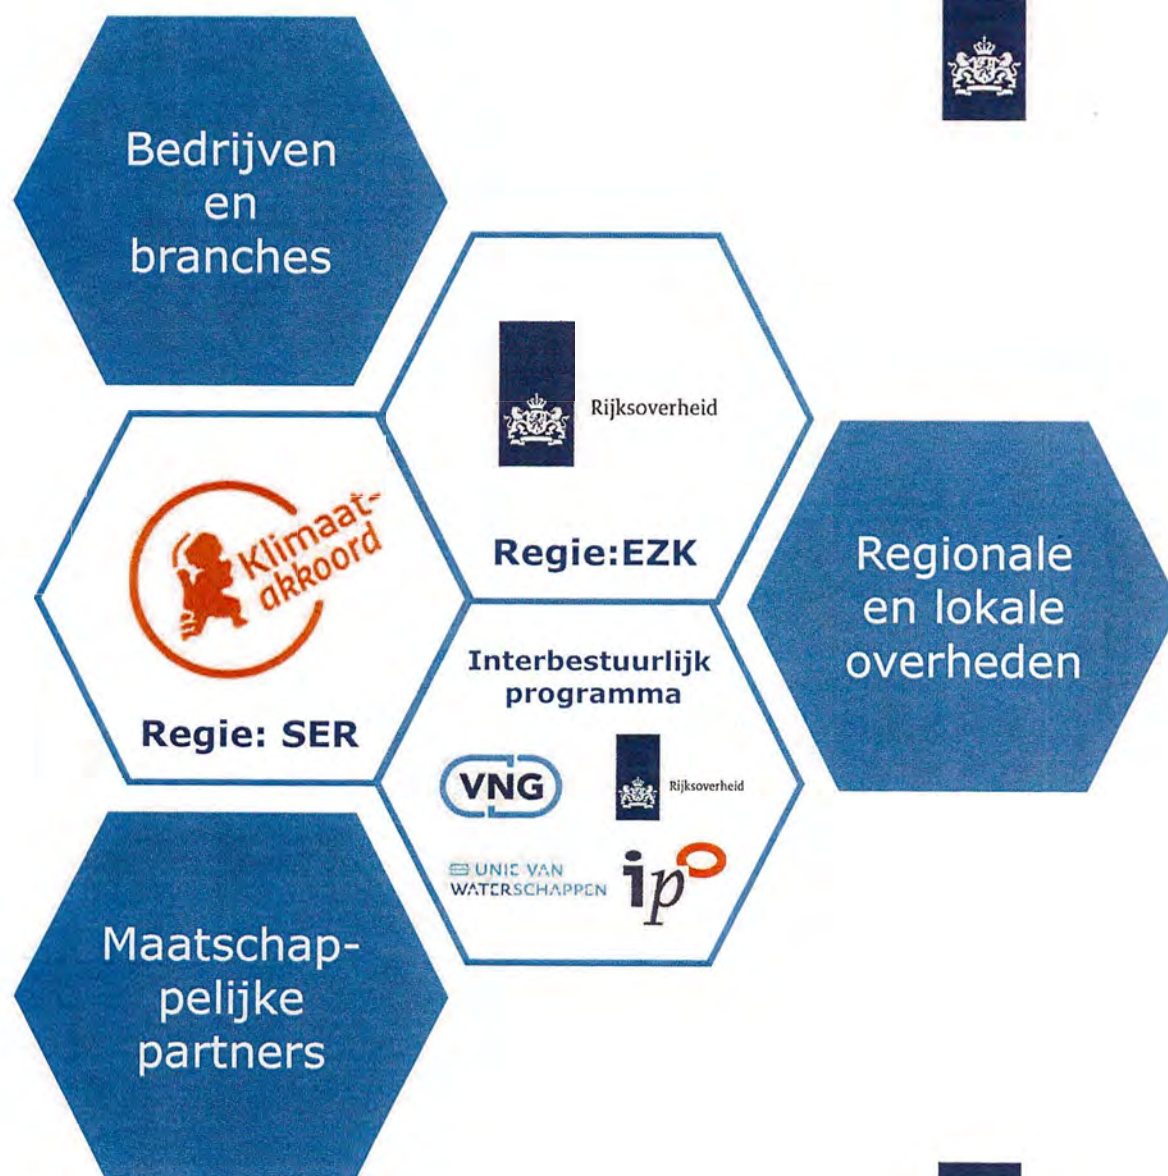 Bedrijven
en
branches
Rijksoverheid
Regie:EZK
Klimaat-
akkoord
Regie: SER
Regionale
en lokale
overheden
Interbestuurlijk
programma
VNG
Rijksoverheid
UNIE VAN
WATERSCHAPPEN
ipo
Maatschap-
pelijke
partners